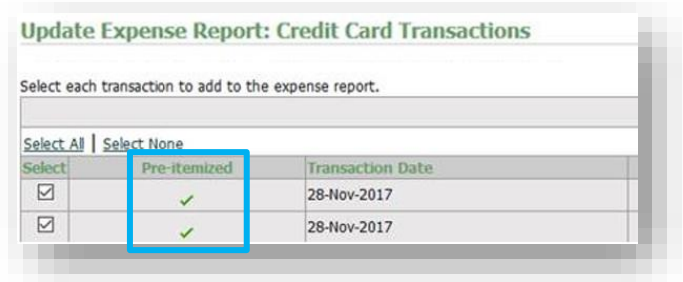 Update Expense Report: Credit Card Transactions
Select each transaction to add to the expense report.
Select All | Select None
Select Pre-itemized Transaction Date
28-Nov-2017
28-Nov-2017